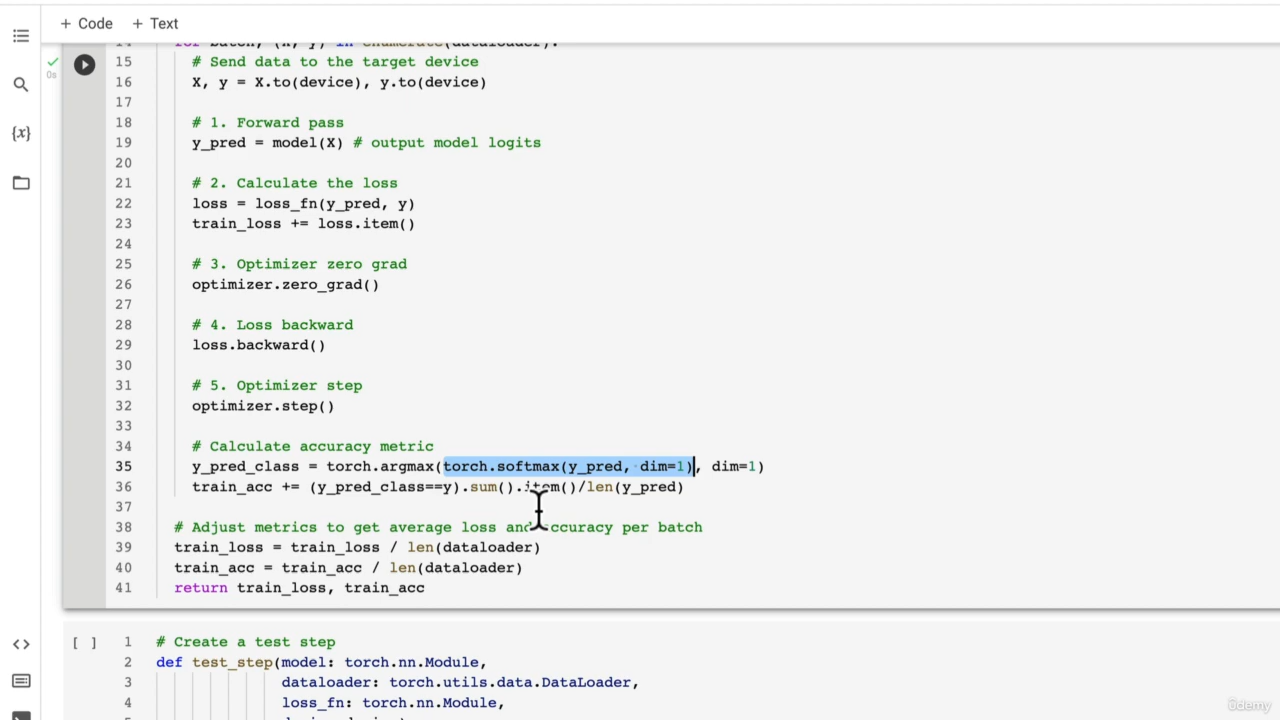 + Code + Text
for batch, (X, y) in enumerate(dataloader):
15 # Send data to the target device
0s
16 X, y = X.to(device), y.to(device)
17
18 # 1. Forward pass
{x}
19 y_pred = model(X) # output model logits
20
21 # 2. Calculate the loss
22 loss = loss_fn(y_pred, y)
23 train_loss += loss.item()
24
25 # 3. Optimizer zero grad
26 optimizer.zero_grad()
27
28 # 4. Loss backward
29 loss.backward()
30
31 # 5. Optimizer step
32 optimizer.step()
33
34 # Calculate accuracy metric
35 y_pred_class = torch.argmax(torch.softmax(y_pred, dim=1), dim=1)
36 train_acc += (y_pred_class==y).sum().item()/len(y_pred)
37
38 # Adjust metrics to get average loss and accuracy per batch
39 train_loss = train_loss / len(dataloader)
40 train_acc = train_acc / len(dataloader)
41 return train_loss, train_acc
[ ] 1 # Create a test step
2 def test_step(model: torch.nn.Module,
3 dataloader: torch.utils.data.DataLoader,
4 loss_fn: torch.nn.Module,
ûdemy